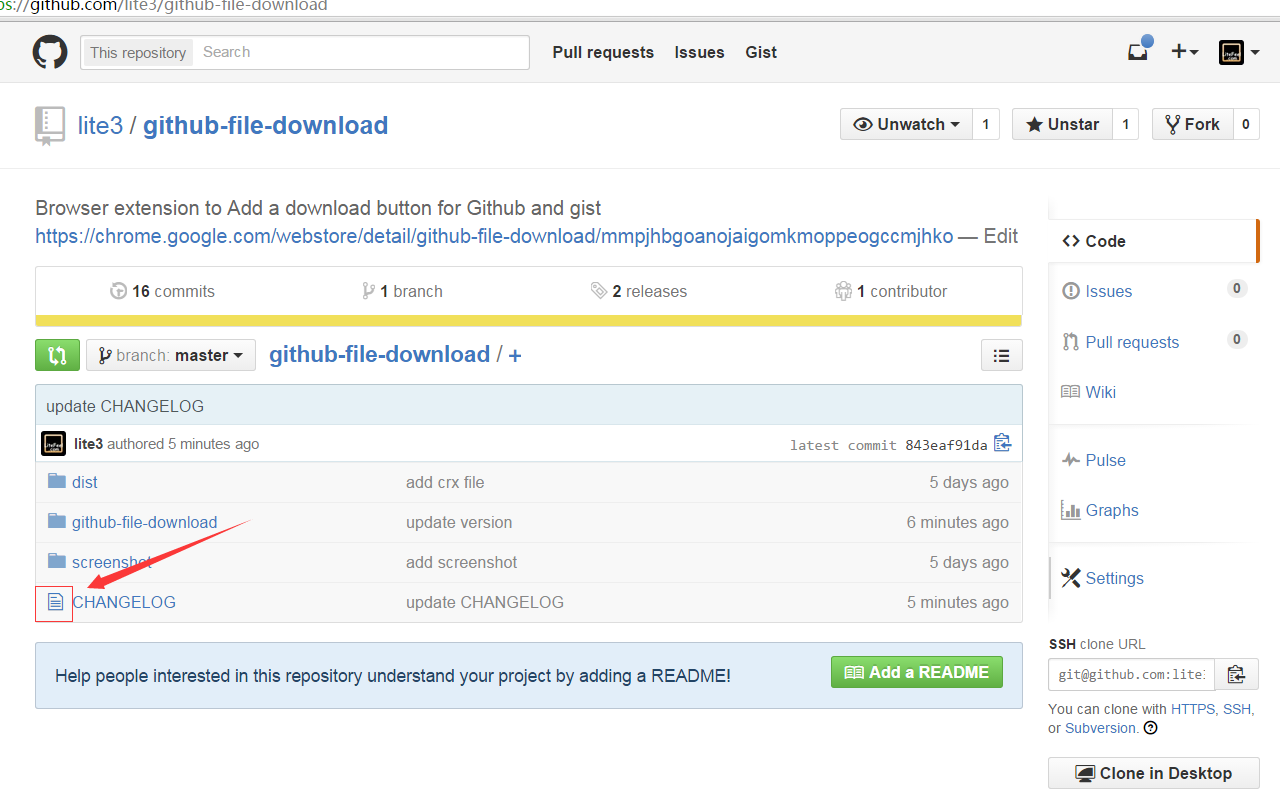 ps://github.com/lite3/github-file-download
This repository Search Pull requests Issues Gist
lite3 / github-file-download
Unwatch 1 Unstar 1 Fork 0
Browser extension to Add a download button for Github and gist
https://chrome.google.com/webstore/detail/github-file-download/mmpjhbgoanojaigomkmoppeogccmjhko — Edit
16 commits 1 branch 2 releases 1 contributor
branch: master github-file-download / +
update CHANGELOG
lite3 authored 5 minutes ago latest commit 843eaf91da
dist add crx file 5 days ago
github-file-download update version 6 minutes ago
screenshot add screenshot 5 days ago
CHANGELOG update CHANGELOG 5 minutes ago
Help people interested in this repository understand your project by adding a README! Add a README
Code
Issues 0
Pull requests 0
Wiki
Pulse
Graphs
Settings
SSH clone URL
git@github.com:lite3
You can clone with HTTPS, SSH,
or Subversion.
Clone in Desktop